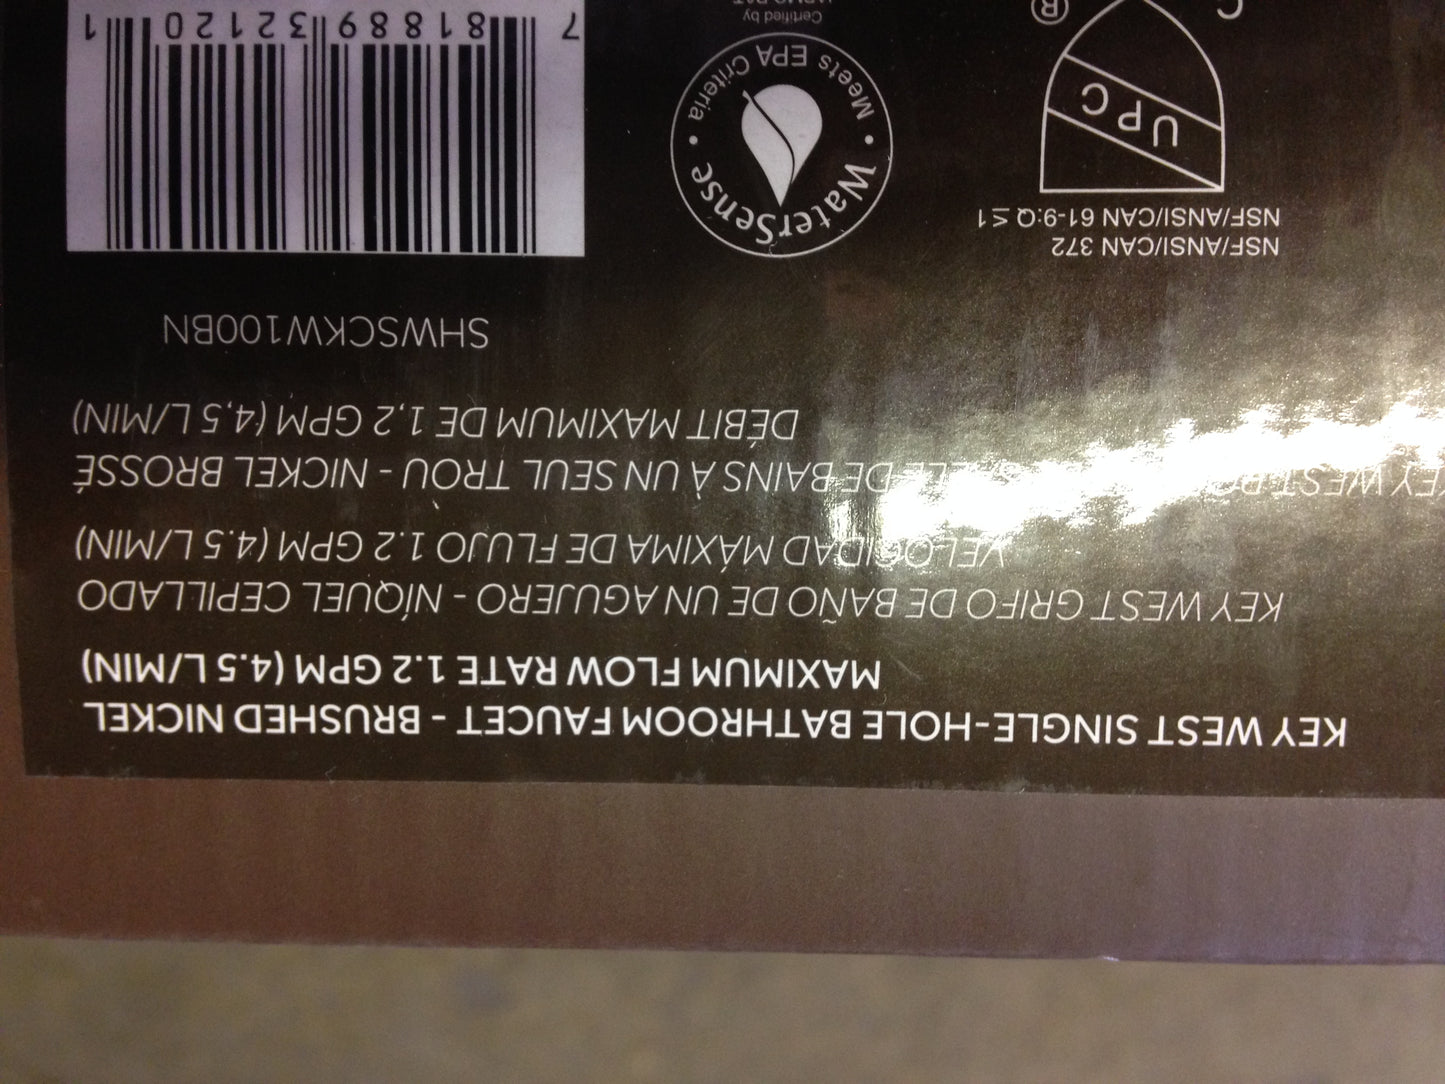 KEY WEST SINGLE-HOLE BATHROOM FAUCET - BRUSHED NICKEL
MAXIMUM FLOW RATE 1.2 GPM (4.5 L/MIN)
KEY WEST GRIFO DE BAÑO DE UN AGUJERO - NÍQUEL CEPILLADO
VELOCIDAD MÁXIMA DE FLUJO 1.2 GPM (4.5 L/MIN)
KEY WEST DE BAINS À UN SEUL TROU - NICKEL BROSSÉ
DÉBIT MAXIMUM DE 1,2 GPM (4,5 L/MIN)
SHWSCKW100BN
NSF/ANSI/CAN 372
NSF/ANSI/CAN 61-9:Q ≤ 1
UPC
®
WaterSense
• Meets EPA Criteria •
Certified by
7 81889 32120 1